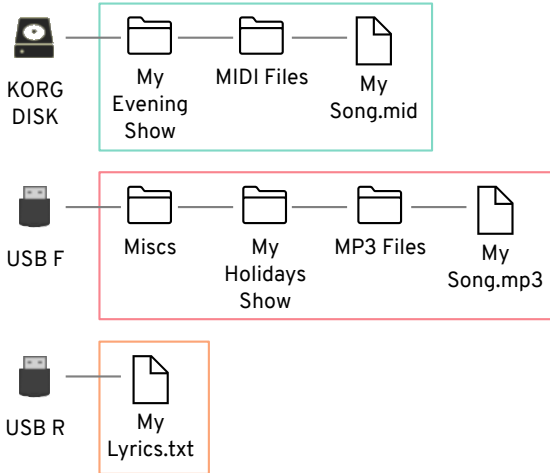 KORG
DISK
My
Evening
Show
MIDI Files
My
Song.mid
USB F
Miscs
My
Holidays
Show
MP3 Files
My
Song.mp3
USB R
My
Lyrics.txt